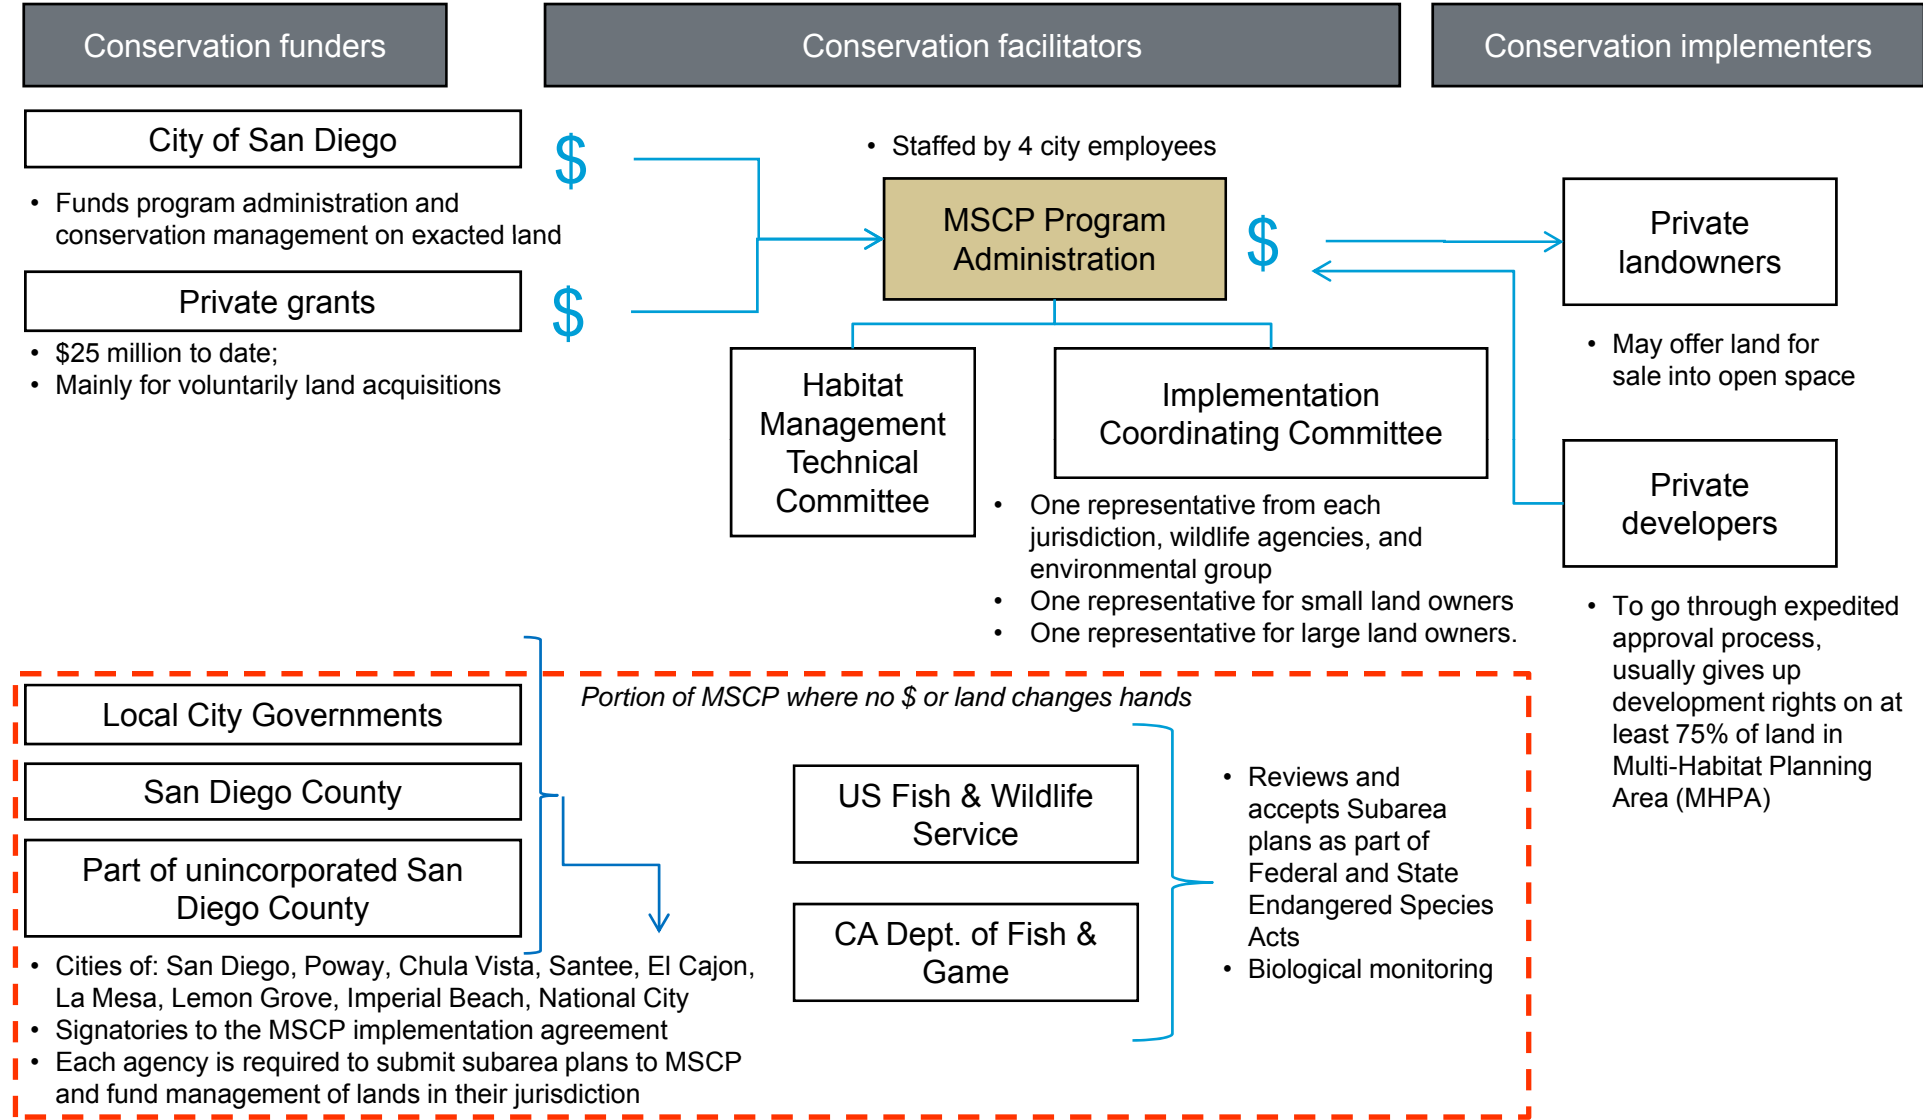 Conservation funders
Conservation facilitators
Conservation implementers
City of San Diego
$
• Funds program administration and
conservation management on exacted land
Private grants
$
• $25 million to date;
• Mainly for voluntarily land acquisitions
• Staffed by 4 city employees
MSCP Program
Administration
$
Habitat
Management
Technical
Committee
Implementation
Coordinating Committee
• One representative from each
jurisdiction, wildlife agencies, and
environmental group
• One representative for small land owners
• One representative for large land owners.
Private
landowners
• May offer land for
sale into open space
Private
developers
• To go through expedited
approval process,
usually gives up
development rights on at
least 75% of land in
Multi-Habitat Planning
Area (MHPA)
Portion of MSCP where no $ or land changes hands
Local City Governments
San Diego County
Part of unincorporated San
Diego County
• Cities of: San Diego, Poway, Chula Vista, Santee, El Cajon,
La Mesa, Lemon Grove, Imperial Beach, National City
• Signatories to the MSCP implementation agreement
• Each agency is required to submit subarea plans to MSCP
and fund management of lands in their jurisdiction
US Fish & Wildlife
Service
CA Dept. of Fish &
Game
• Reviews and
accepts Subarea
plans as part of
Federal and State
Endangered Species
Acts
• Biological monitoring